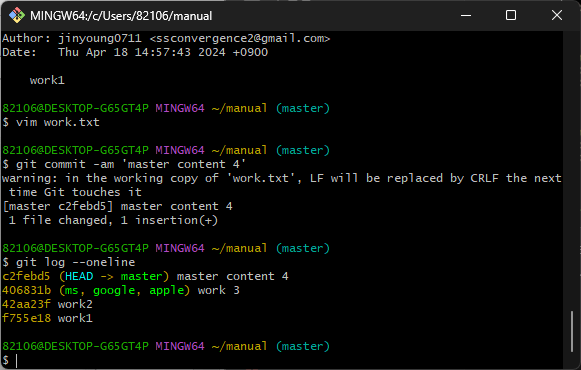 MINGW64:/c/Users/82106/manual
Author: jinyoung0711 <ssconvergence2@gmail.com>
Date:   Thu Apr 18 14:57:43 2024 +0900
    work1
82106@DESKTOP-G65GT4P MINGW64 ~/manual (master)
$ vim work.txt
82106@DESKTOP-G65GT4P MINGW64 ~/manual (master)
$ git commit -am 'master content 4'
warning: in the working copy of 'work.txt', LF will be replaced by CRLF the next
 time Git touches it
[master c2febd5] master content 4
 1 file changed, 1 insertion(+)
82106@DESKTOP-G65GT4P MINGW64 ~/manual (master)
$ git log --oneline
c2febd5 (HEAD -> master) master content 4
406831b (ms, google, apple) work 3
42aa23f work2
f755e18 work1
82106@DESKTOP-G65GT4P MINGW64 ~/manual (master)
$